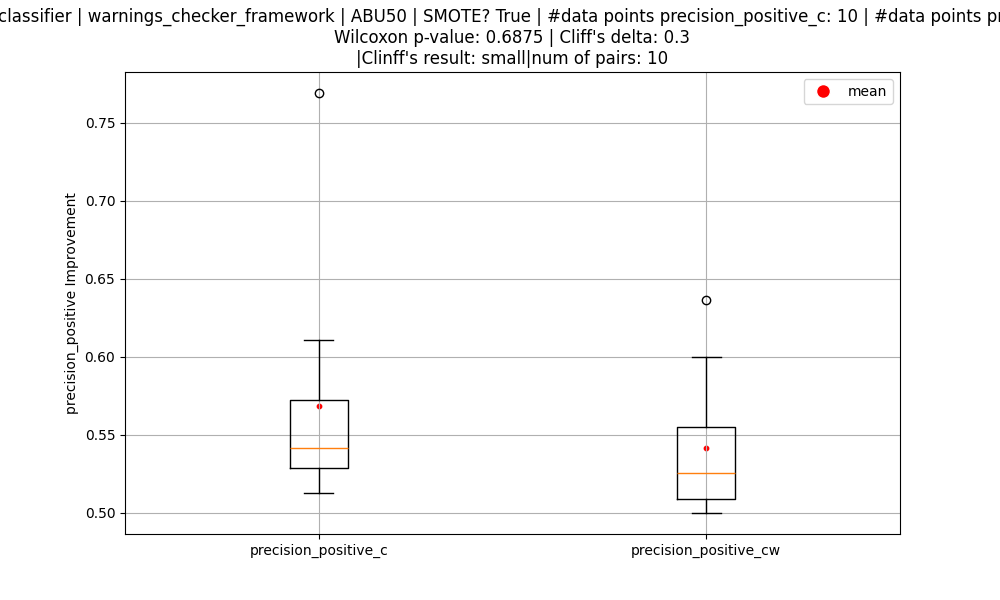 classifier | warnings_checker_framework | ABU50 | SMOTE? True | #data points precision_positive_c: 10 | #data points pr
Wilcoxon p-value: 0.6875 | Cliff's delta: 0.3
|Clinff's result: small|num of pairs: 10
mean
0.75
0.70
0.65
0.60
0.55
0.50
precision_positive Improvement
precision_positive_c
precision_positive_cw